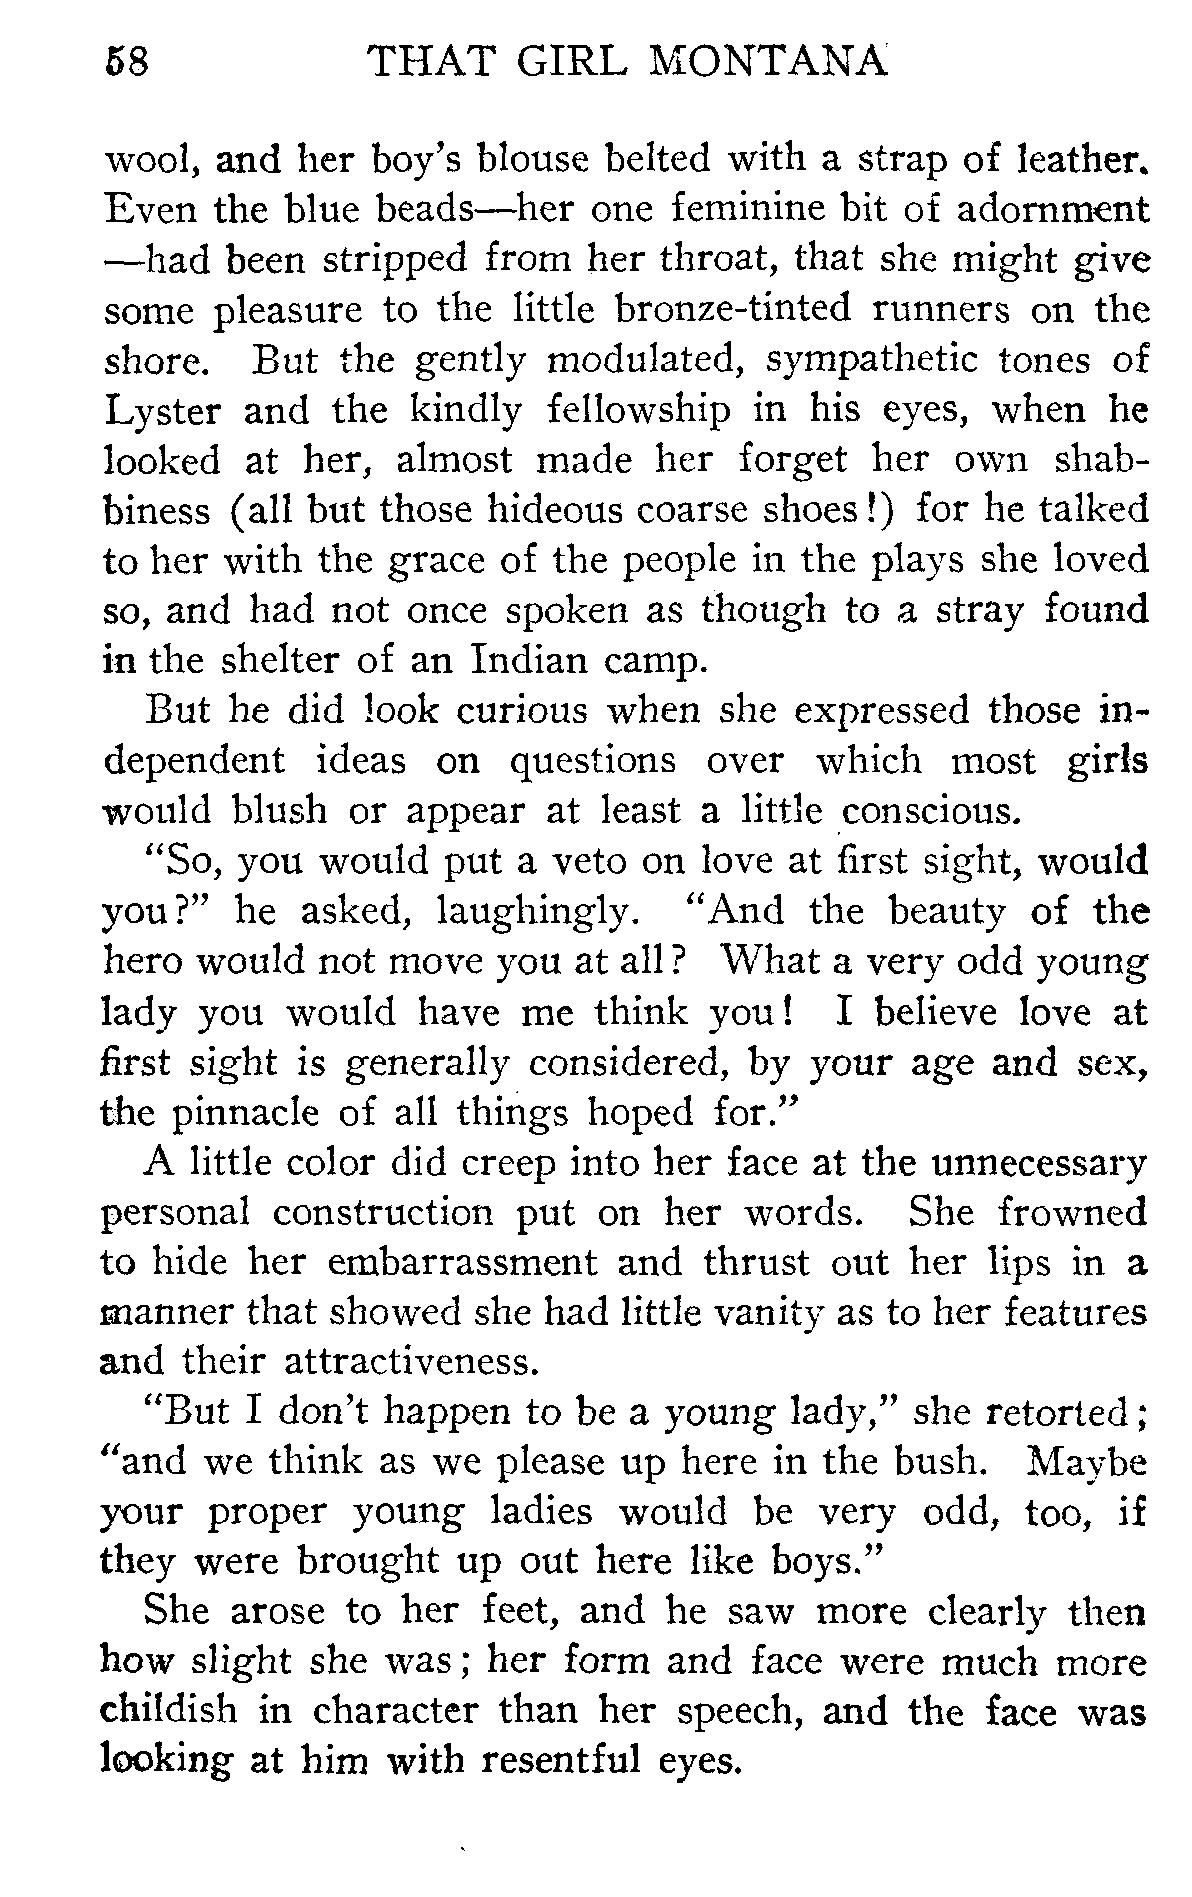 58 THAT GIRL MONTANA
wool, and her boy's blouse belted with a strap of leather.
Even the blue beads—her one feminine bit of adornment
—had been stripped from her throat, that she might give
some pleasure to the little bronze-tinted runners on the
shore. But the gently modulated, sympathetic tones of
Lyster and the kindly fellowship in his eyes, when he
looked at her, almost made her forget her own shab-
biness (all but those hideous coarse shoes!) for he talked
to her with the grace of the people in the plays she loved
so, and had not once spoken as though to a stray found
in the shelter of an Indian camp.
But he did look curious when she expressed those in-
dependent ideas on questions over which most girls
would blush or appear at least a little conscious.
"So, you would put a veto on love at first sight, would
you?" he asked, laughingly. "And the beauty of the
hero would not move you at all? What a very odd young
lady you would have me think you! I believe love at
first sight is generally considered, by your age and sex,
the pinnacle of all things hoped for."
A little color did creep into her face at the unnecessary
personal construction put on her words. She frowned
to hide her embarrassment and thrust out her lips in a
manner that showed she had little vanity as to her features
and their attractiveness.
"But I don't happen to be a young lady," she retorted;
"and we think as we please up here in the bush. Maybe
your proper young ladies would be very odd, too, if
they were brought up out here like boys."
She arose to her feet, and he saw more clearly then
how slight she was; her form and face were much more
childish in character than her speech, and the face was
looking at him with resentful eyes.